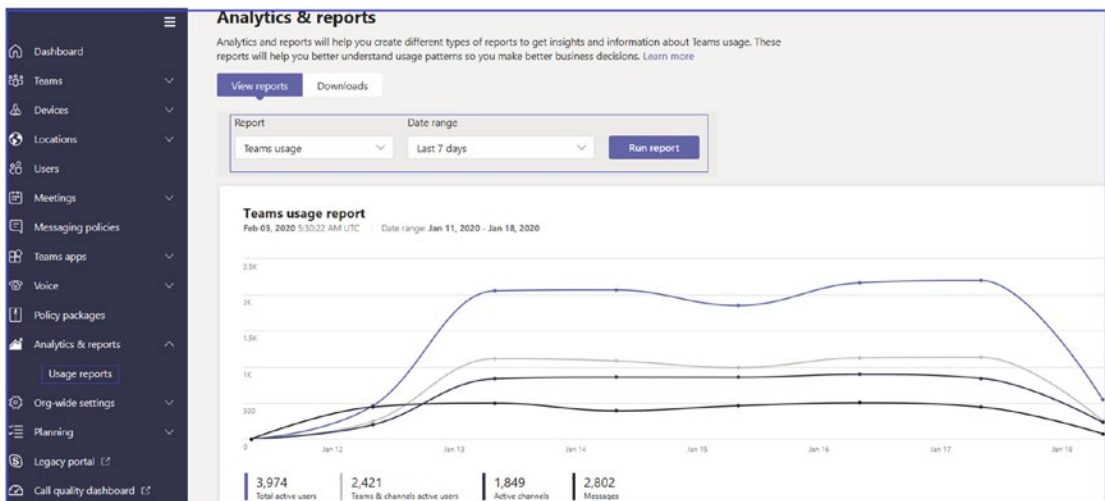 Dashboard
Teams
Devices
Locations
Users
Meetings
Messaging policies
Teams apps
Voice
Policy packages
Analytics & reports
Usage reports
Org-wide settings
Planning
Legacy portal
Call quality dashboard
Analytics & reports
Analytics and reports will help you create different types of reports to get insights and information about Teams usage. These
reports will help you better understand usage patterns so you make better business decisions. Learn more
View reports Downloads
Report Date range
Teams usage Last 7 days Run report
Teams usage report
Feb 03, 2020 5:30:22 AM UTC Date range: Jan 11, 2020 - Jan 18, 2020
2.5K
2K
1.5K
1K
500
0
Jan 12 Jan 13 Jan 14 Jan 15 Jan 16 Jan 17 Jan 18
3,974 2,421 1,849 2,802
Total active users Teams & channels active users Active channels Messages